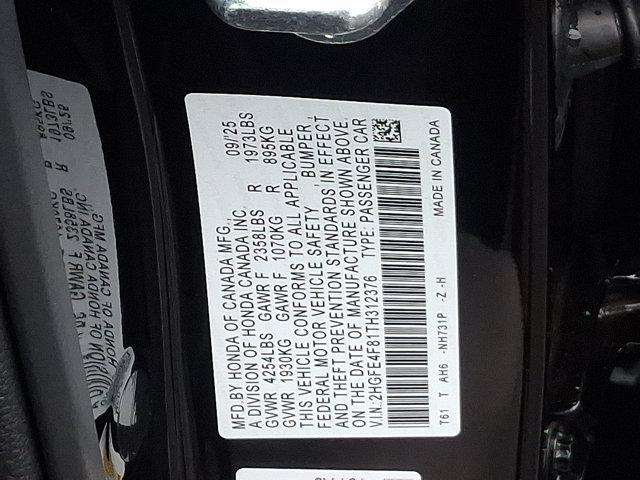 MFD.BY HONDA OF CANADA MFG. 09/25
A DIVISION OF HONDA CANADA INC.
GVWR 4254LBS GAWR F 2358LBS R 1973LBS
GVWR 1930KG GAWR F 1070KG R 895KG
THIS VEHICLE CONFORMS TO ALL APPLICABLE
FEDERAL MOTOR VEHICLE SAFETY, BUMPER,
AND THEFT PREVENTION STANDARDS IN EFFECT
ON THE DATE OF MANUFACTURE SHOWN ABOVE.
V.I.N.:2HGFE4F81TH312376 TYPE:PASSENGER CAR
T61 T AH6 -NH731P -Z -H MADE IN CANADA